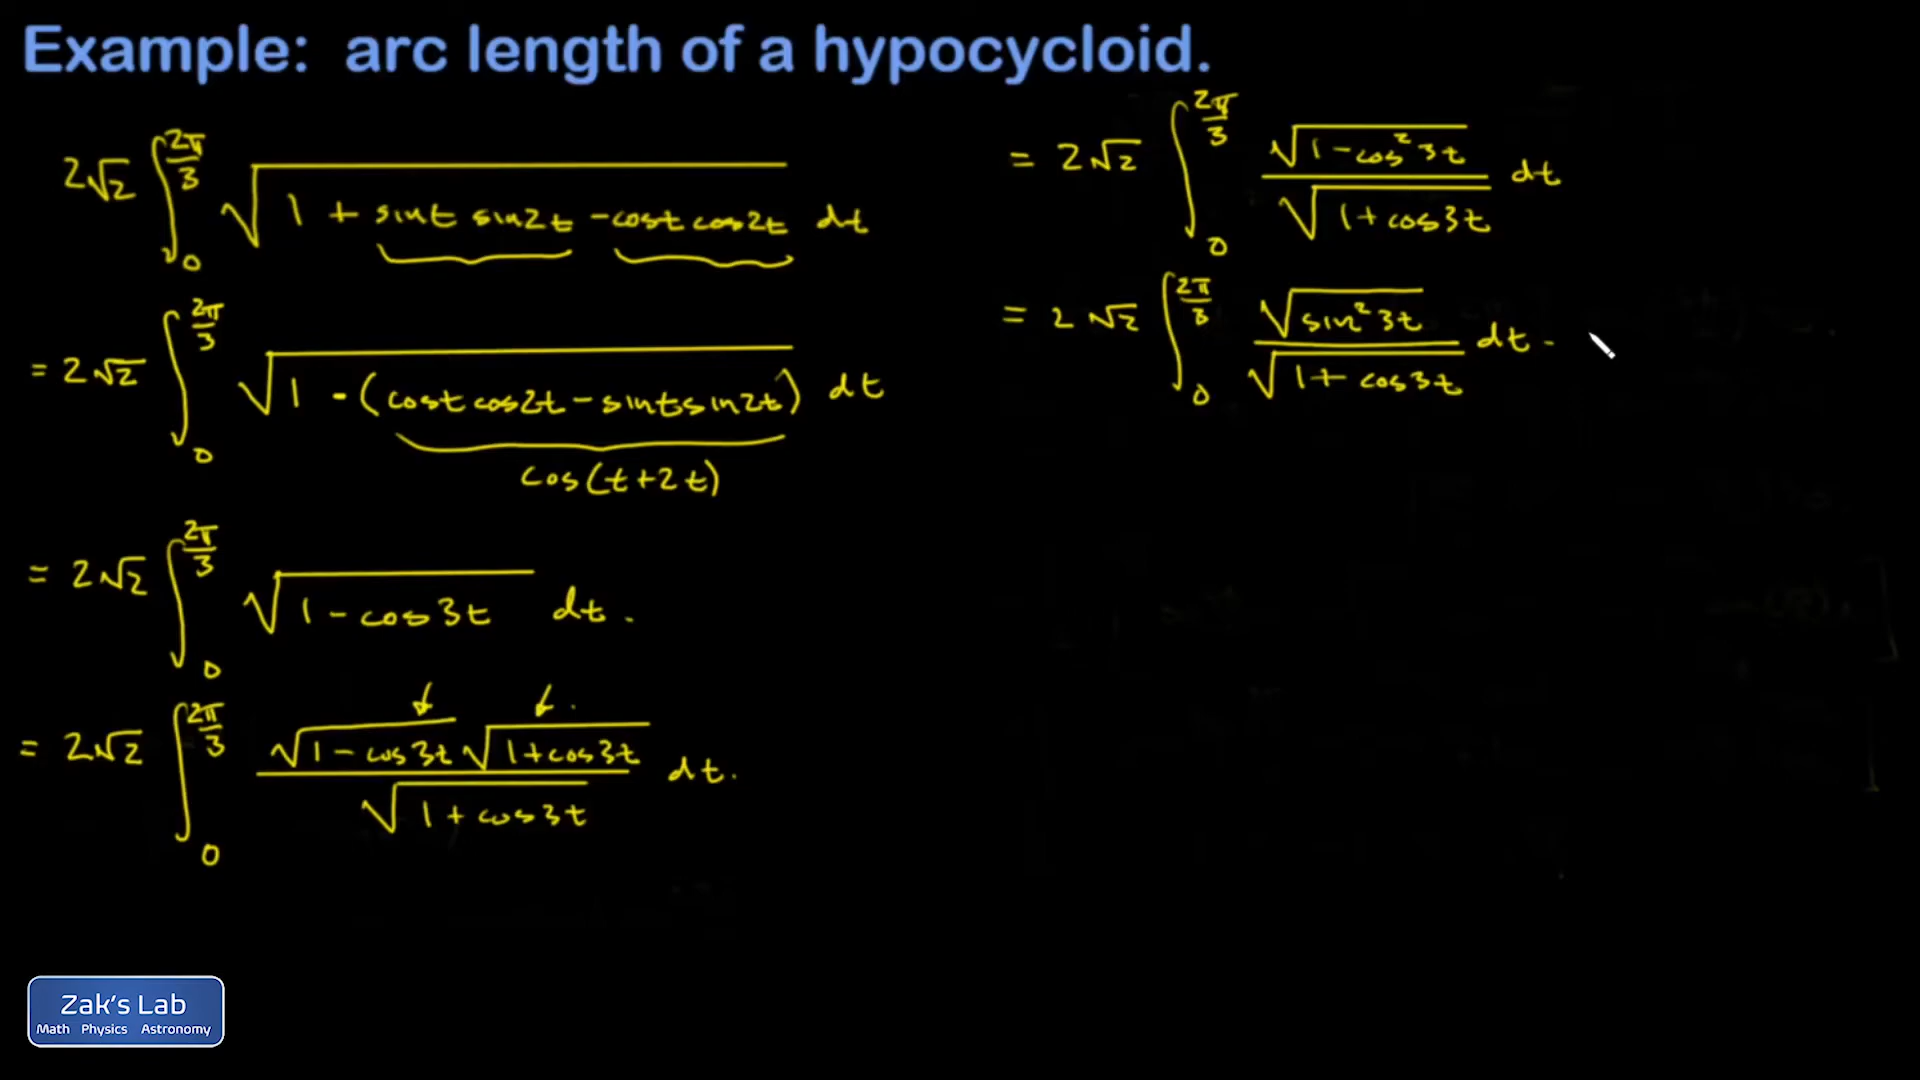 Example: arc length of a hypocycloid.
2√2 ∫₀^(2π/3) √(1 + sint sin2t - cost cos2t) dt
= 2√2 ∫₀^(2π/3) √(1 - (cost cos2t - sint sin2t)) dt
cos(t+2t)
= 2√2 ∫₀^(2π/3) √(1 - cos3t) dt.
= 2√2 ∫₀^(2π/3) (√(1 - cos3t) √(1+cos3t)) / √(1 + cos3t) dt.
= 2√2 ∫₀^(2π/3) √(1 - cos²3t) / √(1 + cos3t) dt
= 2√2 ∫₀^(2π/3) √(sin²3t) / √(1 + cos3t) dt.
Zak's Lab
Math Physics Astronomy